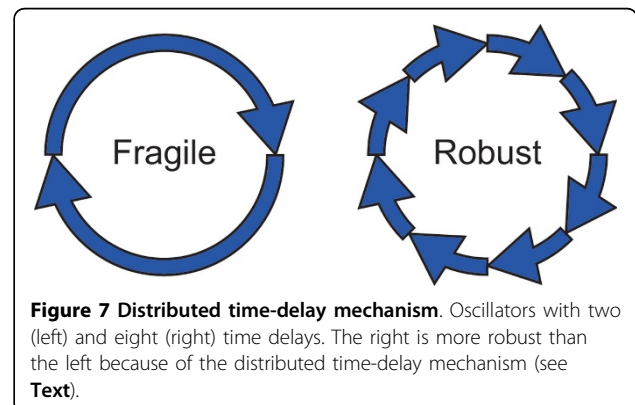 Fragile
Robust
Figure 7 Distributed time-delay mechanism. Oscillators with two
(left) and eight (right) time delays. The right is more robust than
the left because of the distributed time-delay mechanism (see
Text).